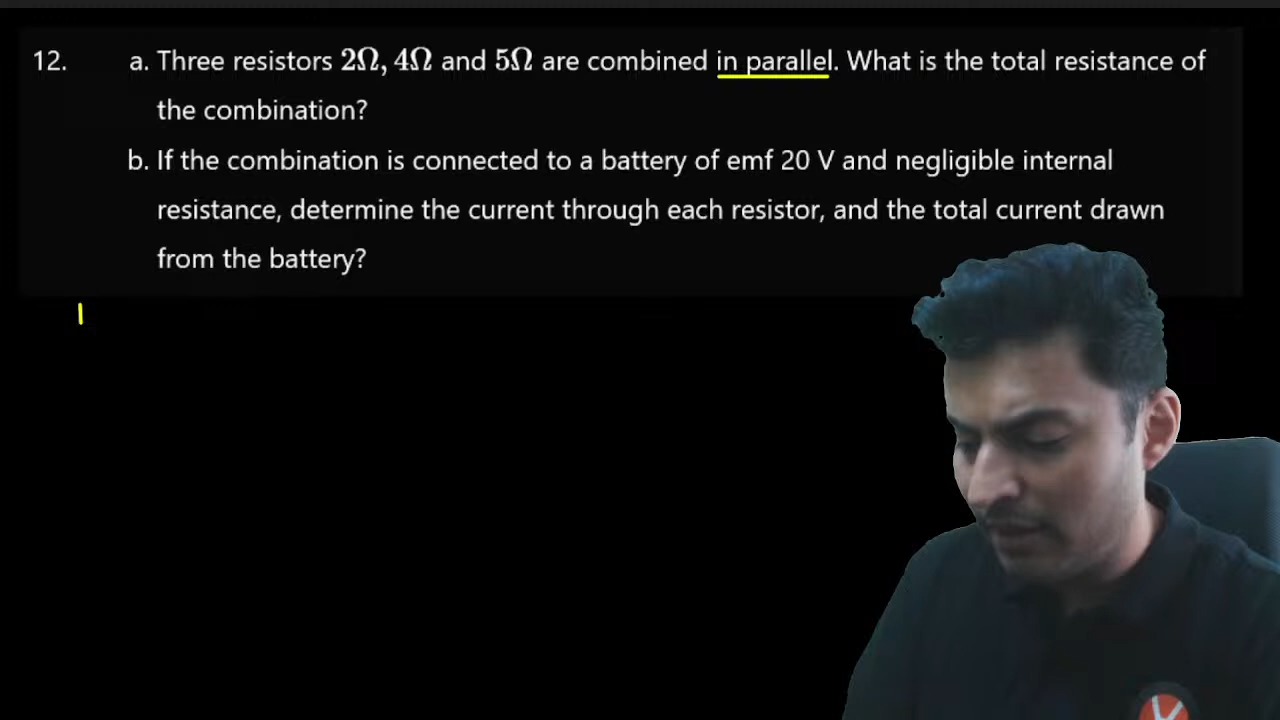 12. a. Three resistors 2Ω, 4Ω and 5Ω are combined in parallel. What is the total resistance of
the combination?
b. If the combination is connected to a battery of emf 20 V and negligible internal
resistance, determine the current through each resistor, and the total current drawn
from the battery?